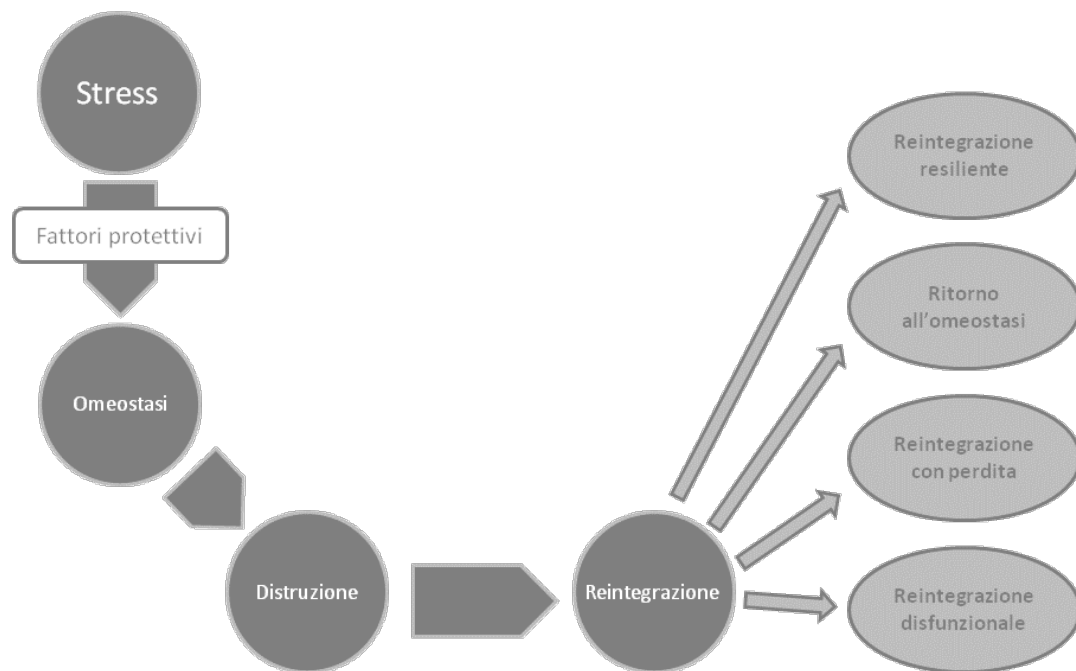 Stress
Fattori protettivi
Omeostasi
Distruzione
Reintegrazione
Reintegrazione
resiliente
Ritorno
all'omeostasi
Reintegrazione
con perdita
Reintegrazione
disfunzionale